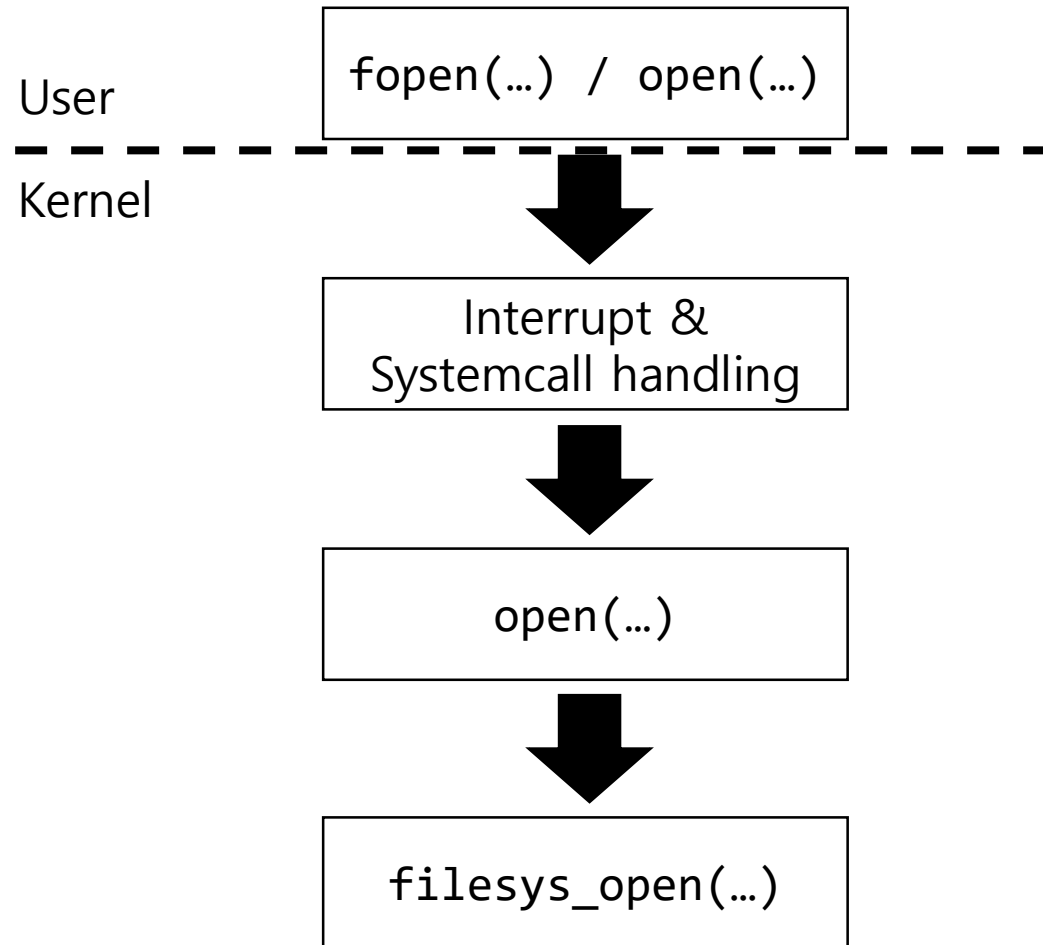 fopen(…) / open(…)
User
Kernel
Interrupt &
Systemcall handling
open(…)
filesys_open(…)